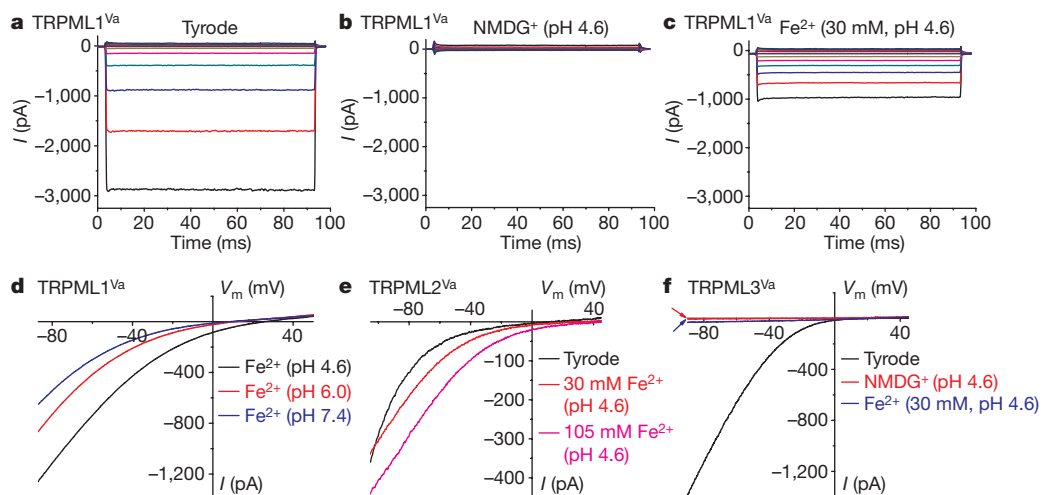 a TRPML1Va Tyrode
0
–1,000
–2,000
–3,000
I (pA)
0 20 40 60 80 100
Time (ms)
b TRPML1Va NMDG+ (pH 4.6)
0
–1,000
–2,000
–3,000
I (pA)
0 20 40 60 80 100
Time (ms)
c TRPML1Va Fe2+ (30 mM, pH 4.6)
0
–1,000
–2,000
–3,000
I (pA)
0 20 40 60 80 100
Time (ms)
d TRPML1Va Vm (mV)
–80 –40 0 40
–400
–800
–1,200
I (pA)
Fe2+ (pH 4.6)
Fe2+ (pH 6.0)
Fe2+ (pH 7.4)
e TRPML2Va Vm (mV)
–80 –40 0 40
–100
–200
–300
–400
I (pA)
Tyrode
30 mM Fe2+
(pH 4.6)
105 mM Fe2+
(pH 4.6)
f TRPML3Va Vm (mV)
–80 –40 0 40
–400
–800
–1,200
I (pA)
Tyrode
NMDG+ (pH 4.6)
Fe2+ (30 mM, pH 4.6)